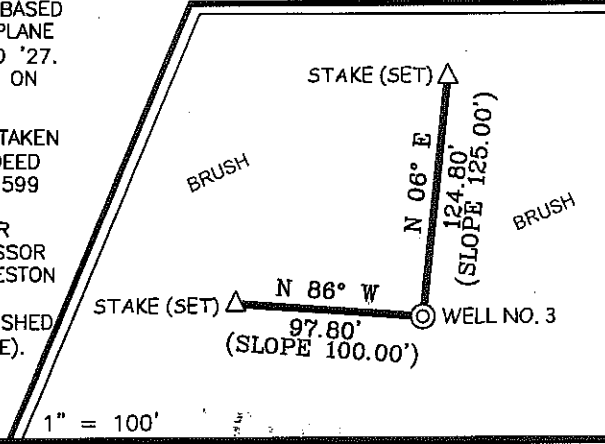 BASED
PLANE
'27.
ON
TAKEN
DEED
599
R
SSOR
ESTON
SHED
E).
STAKE (SET)
BRUSH
N 06° E
124.80'
(SLOPE 125.00')
BRUSH
STAKE (SET)
N 86° W
97.80'
(SLOPE 100.00')
WELL NO. 3
1" = 100'